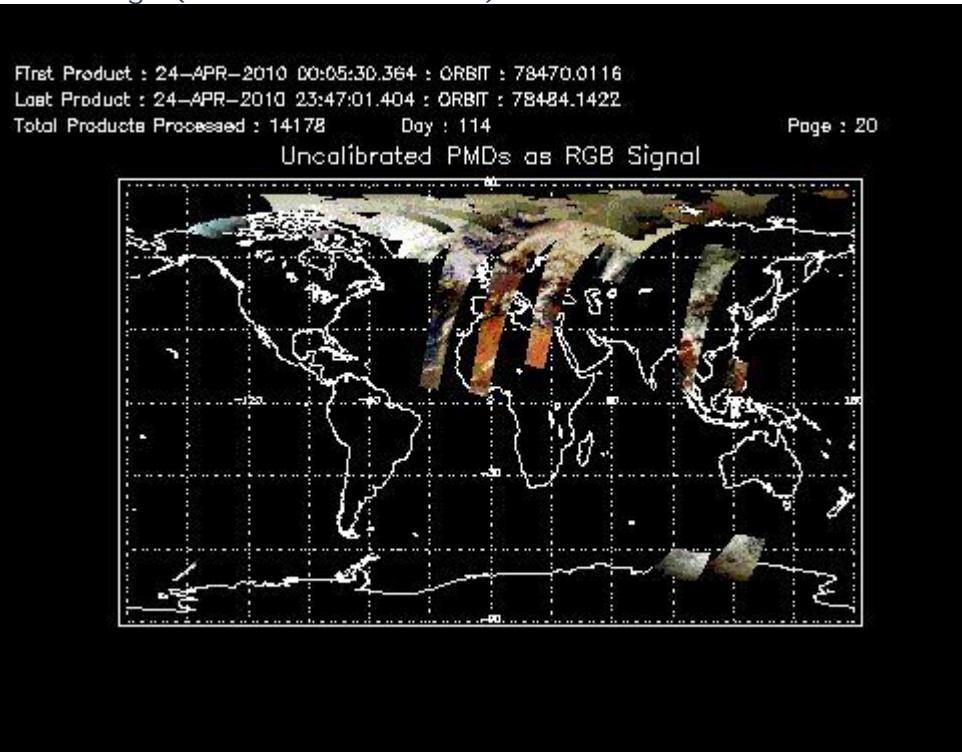 First Product : 24-APR-2010 00:05:30.364 : ORBIT : 78470.0116
Last Product : 24-APR-2010 23:47:01.404 : ORBIT : 78484.1422
Total Products Processed : 14178 Day : 114 Page : 20
Uncalibrated PMDs as RGB Signal